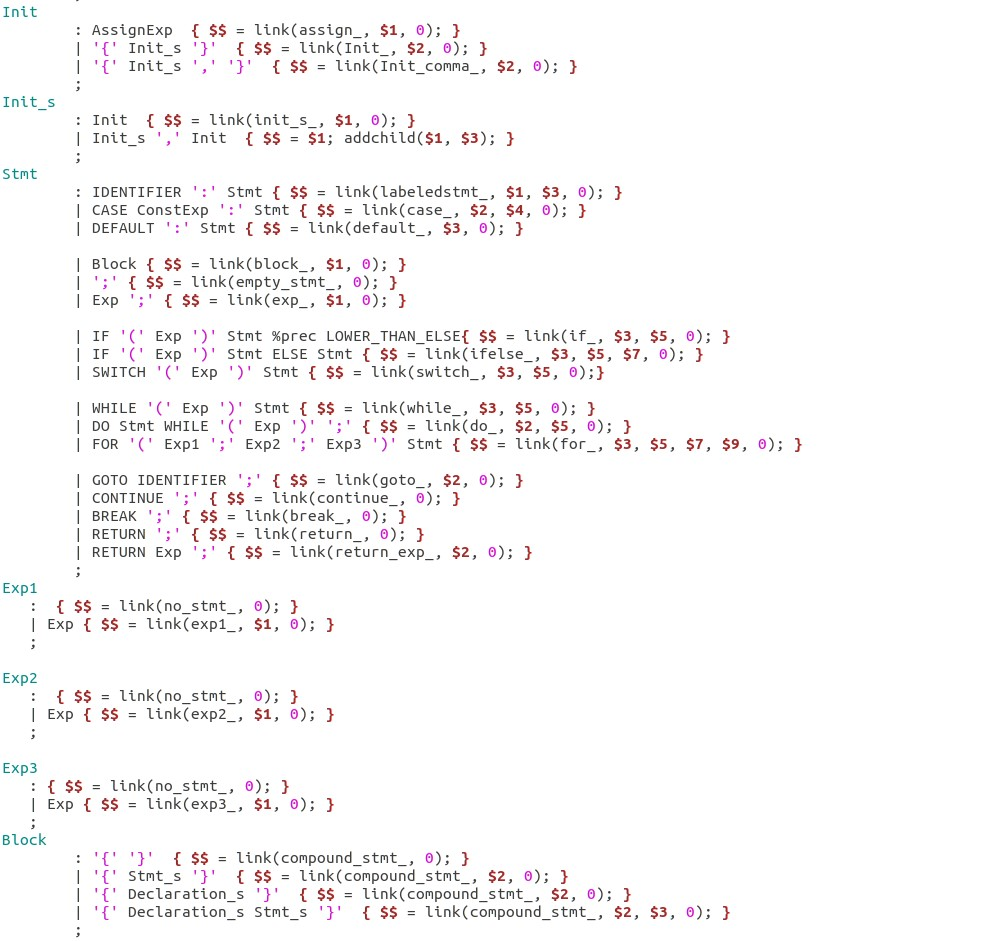 Init
: AssignExp  { $$ = link(assign_, $1, 0); }
| '{' Init_s '}'  { $$ = link(Init_, $2, 0); }
| '{' Init_s ',' '}'  { $$ = link(Init_comma_, $2, 0); }
;
Init_s
: Init  { $$ = link(init_s_, $1, 0); }
| Init_s ',' Init  { $$ = $1; addchild($1, $3); }
;
Stmt
: IDENTIFIER ':' Stmt { $$ = link(labeledstmt_, $1, $3, 0); }
| CASE ConstExp ':' Stmt { $$ = link(case_, $2, $4, 0); }
| DEFAULT ':' Stmt { $$ = link(default_, $3, 0); }
| Block { $$ = link(block_, $1, 0); }
| ';' { $$ = link(empty_stmt_, 0); }
| Exp ';' { $$ = link(exp_, $1, 0); }
| IF '(' Exp ')' Stmt %prec LOWER_THAN_ELSE{ $$ = link(if_, $3, $5, 0); }
| IF '(' Exp ')' Stmt ELSE Stmt { $$ = link(ifelse_, $3, $5, $7, 0); }
| SWITCH '(' Exp ')' Stmt { $$ = link(switch_, $3, $5, 0);}
| WHILE '(' Exp ')' Stmt { $$ = link(while_, $3, $5, 0); }
| DO Stmt WHILE '(' Exp ')' ';' { $$ = link(do_, $2, $5, 0); }
| FOR '(' Exp1 ';' Exp2 ';' Exp3 ')' Stmt { $$ = link(for_, $3, $5, $7, $9, 0); }
| GOTO IDENTIFIER ';' { $$ = link(goto_, $2, 0); }
| CONTINUE ';' { $$ = link(continue_, 0); }
| BREAK ';' { $$ = link(break_, 0); }
| RETURN ';' { $$ = link(return_, 0); }
| RETURN Exp ';' { $$ = link(return_exp_, $2, 0); }
;
Exp1
:  { $$ = link(no_stmt_, 0); }
| Exp { $$ = link(exp1_, $1, 0); }
;
Exp2
:  { $$ = link(no_stmt_, 0); }
| Exp { $$ = link(exp2_, $1, 0); }
;
Exp3
: { $$ = link(no_stmt_, 0); }
| Exp { $$ = link(exp3_, $1, 0); }
;
Block
: '{' '}'  { $$ = link(compound_stmt_, 0); }
| '{' Stmt_s '}'  { $$ = link(compound_stmt_, $2, 0); }
| '{' Declaration_s '}'  { $$ = link(compound_stmt_, $2, 0); }
| '{' Declaration_s Stmt_s '}'  { $$ = link(compound_stmt_, $2, $3, 0); }
;